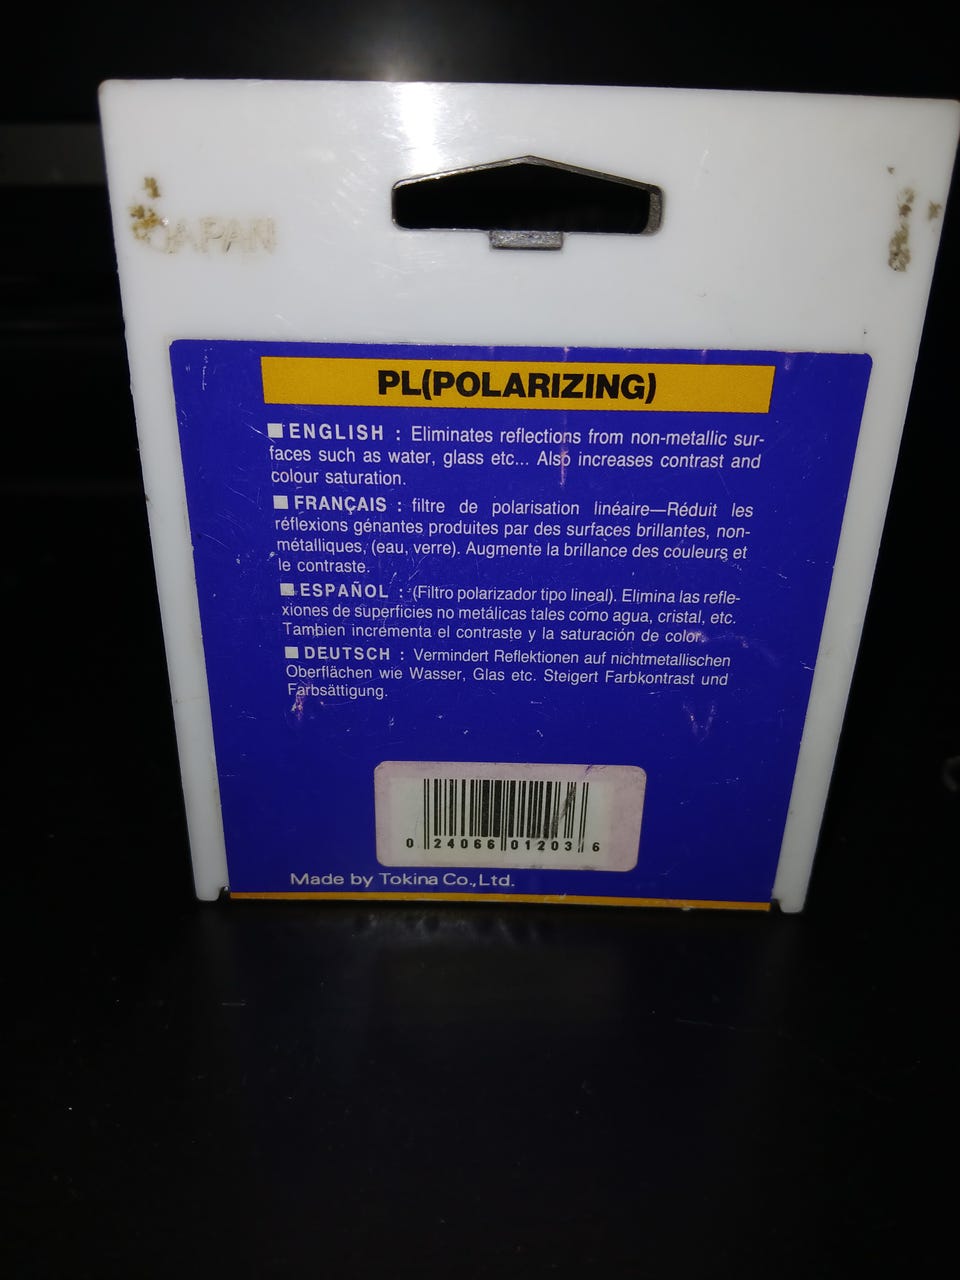 JAPAN
PL(POLARIZING)
■ENGLISH : Eliminates reflections from non-metallic sur-
faces such as water, glass etc... Also increases contrast and
colour saturation.
■FRANÇAIS : filtre de polarisation linéaire—Réduit les
réflexions génantes produites par des surfaces brillantes, non-
métalliques, (eau, verre). Augmente la brillance des couleurs et
le contraste.
■ESPAÑOL : (Filtro polarizador tipo lineal). Elimina las refle-
xiones de superficies no metálicas tales como agua, cristal, etc.
Tambien incrementa el contraste y la saturación de color.
■DEUTSCH : Vermindert Reflektionen auf nichtmetallischen
Oberflächen wie Wasser, Glas etc. Steigert Farbkontrast und
Farbsättigung.
0 24066 01203 6
Made by Tokina Co., Ltd.